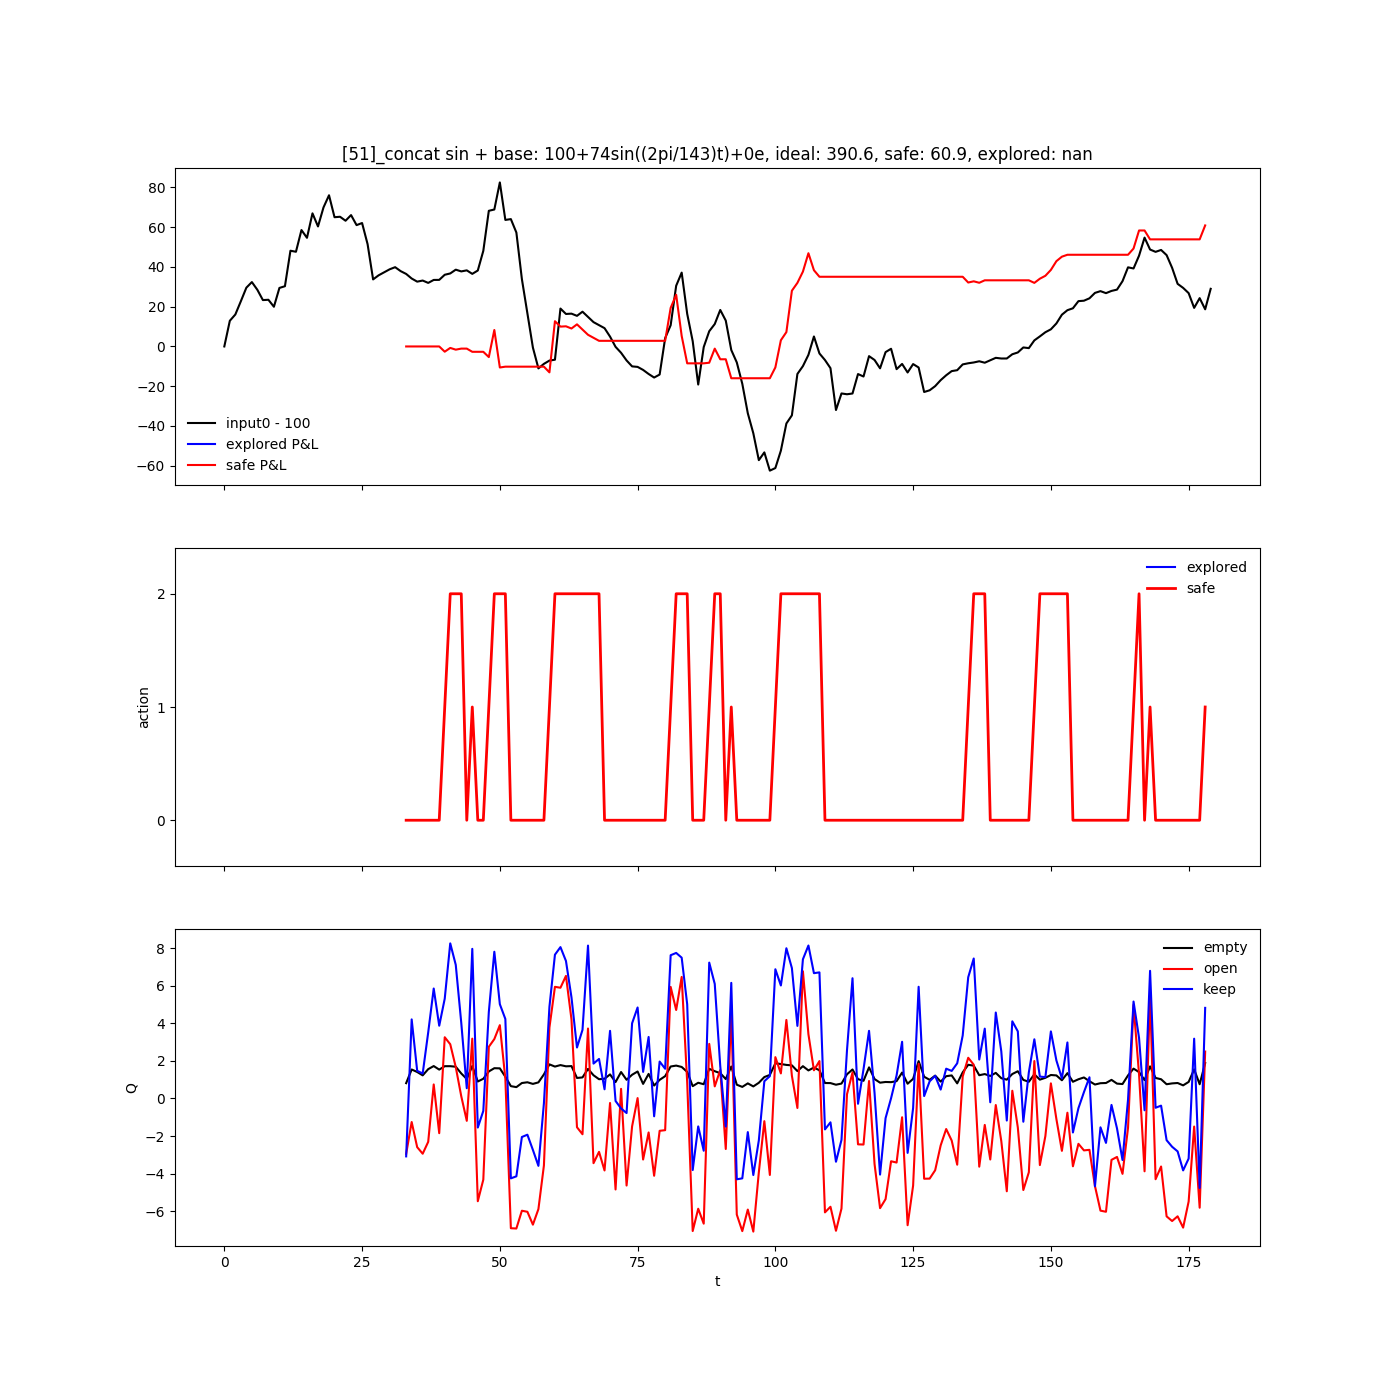 [51]_concat sin + base: 100+74sin((2pi/143)t)+0e, ideal: 390.6, safe: 60.9, explored: nan
80
60
40
20
0
−20
−40
−60
input0 - 100
explored P&L
safe P&L
action
2
1
0
explored
safe
Q
8
6
4
2
0
−2
−4
−6
empty
open
keep
0 25 50 75 100 125 150 175
t